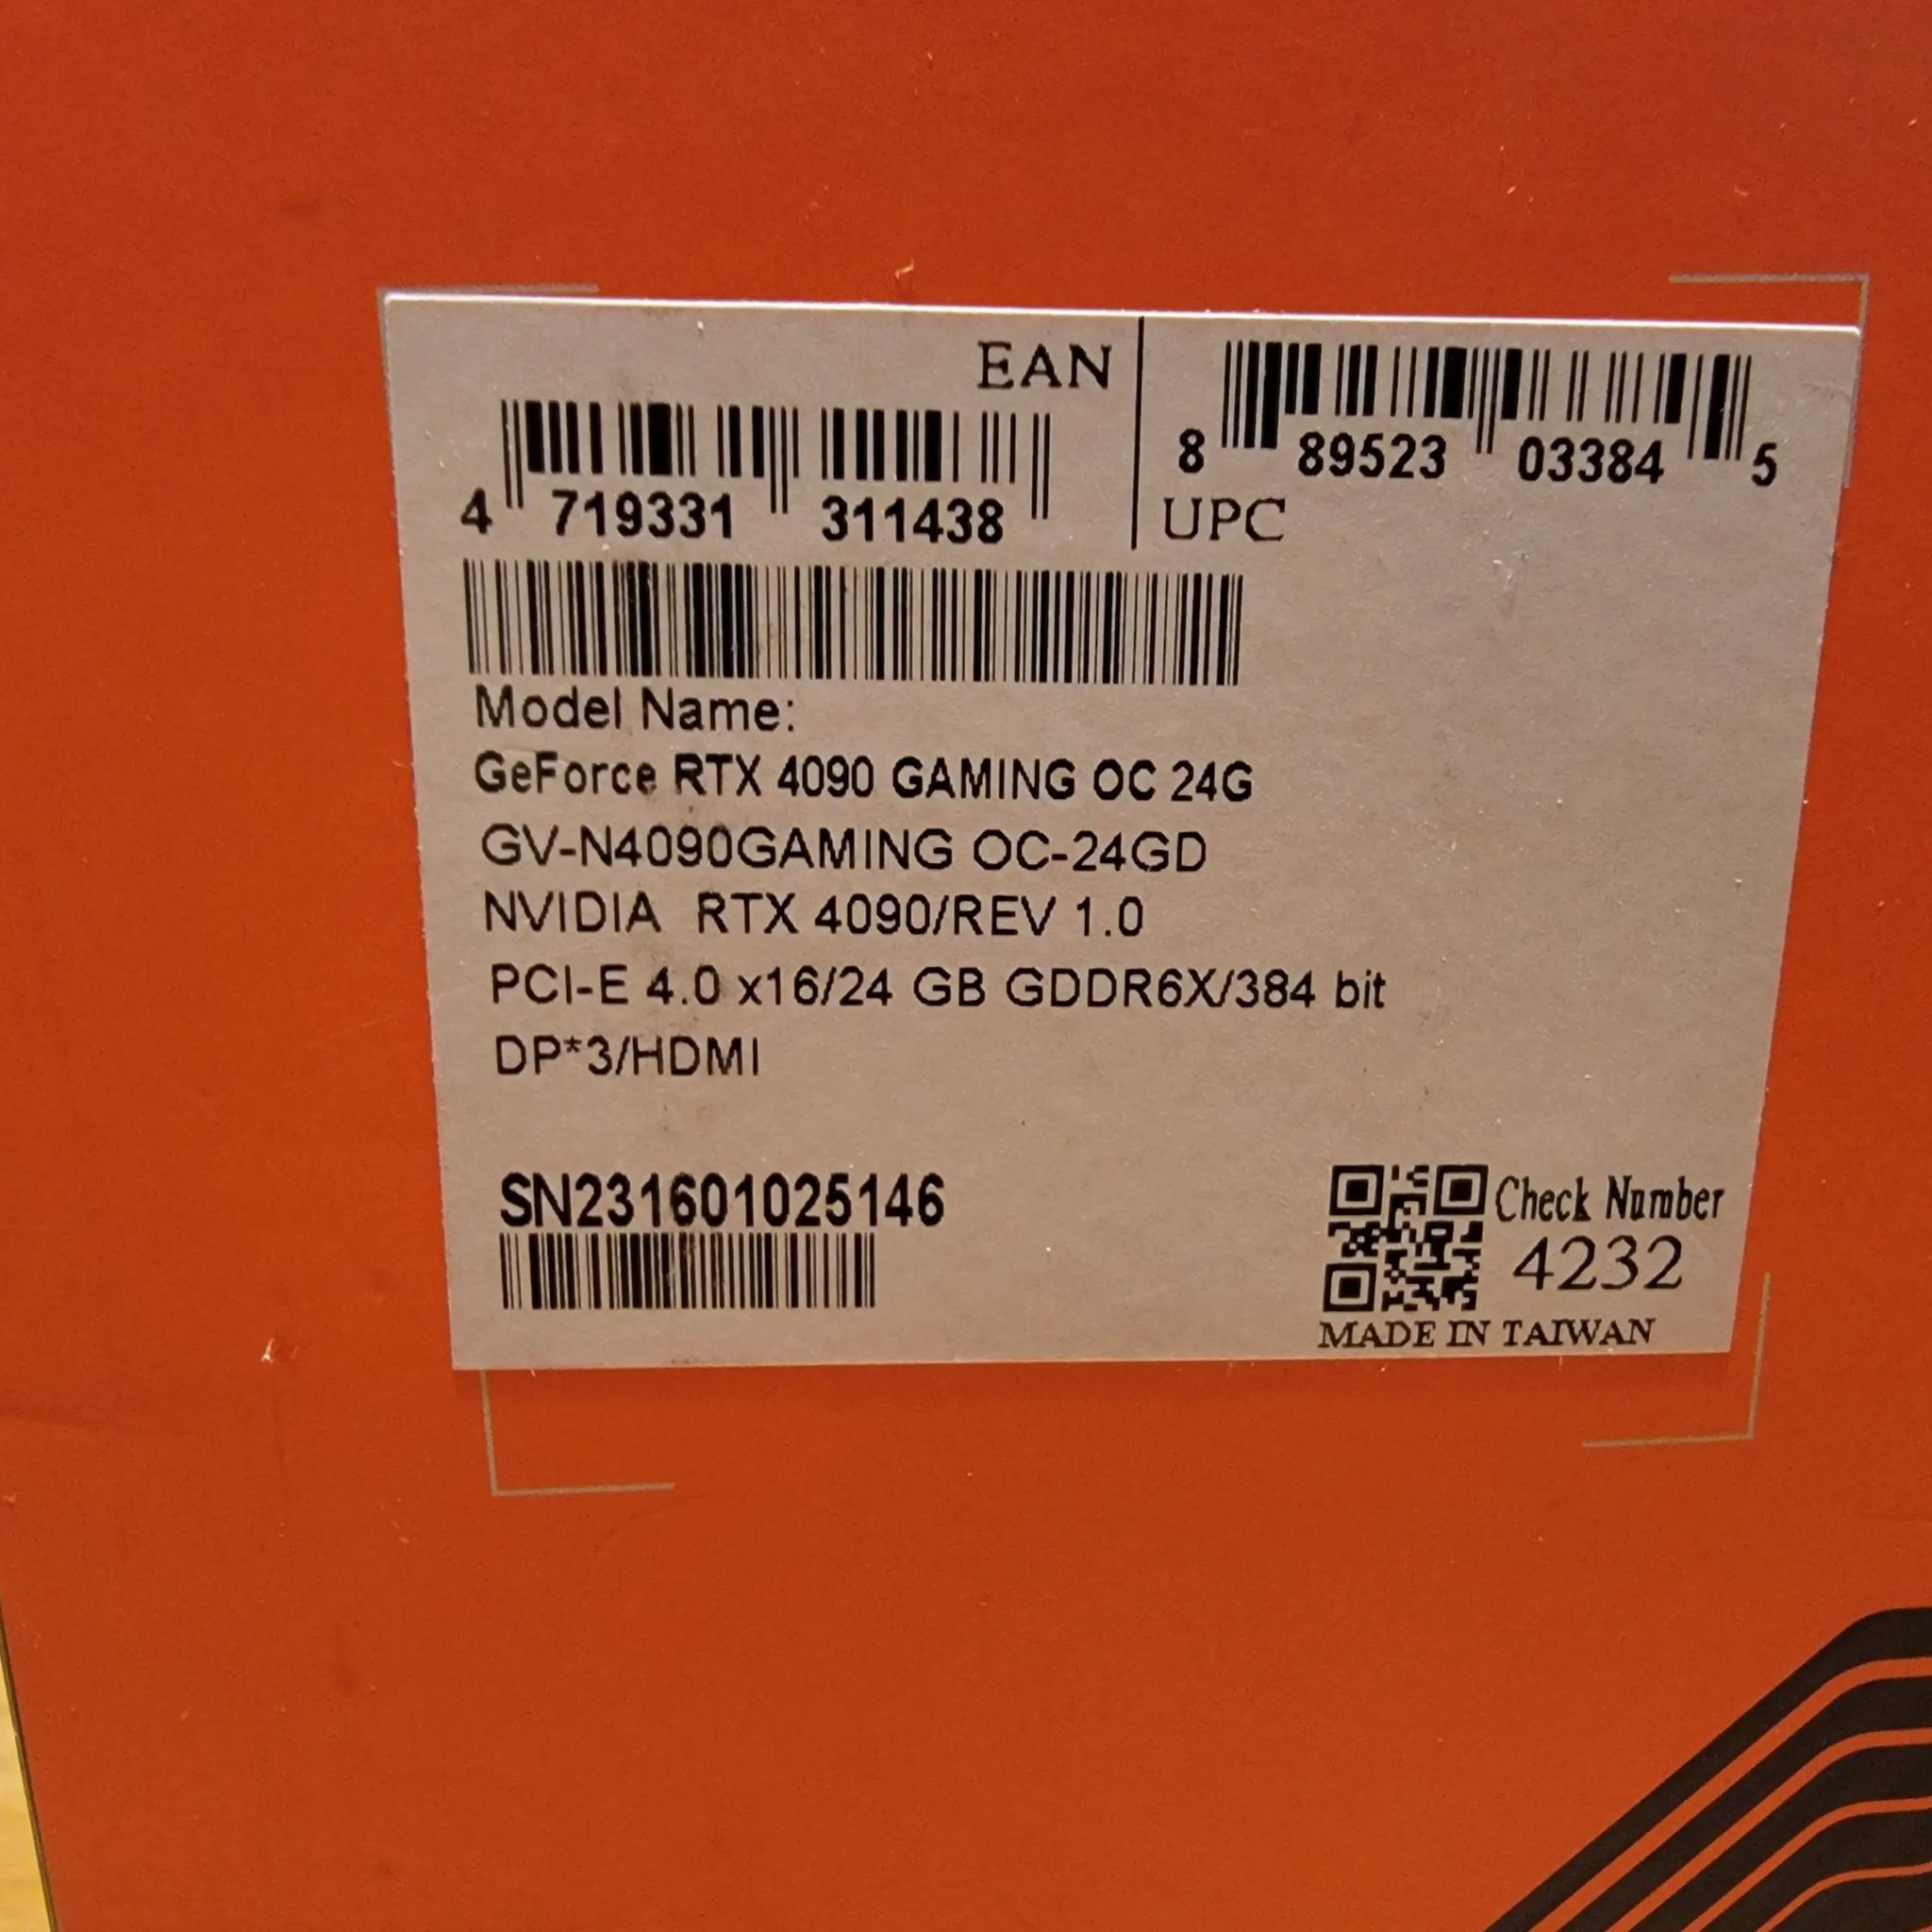 EAN
4 719331 311438
8 89523 03384 5
UPC
Model Name:
GeForce RTX 4090 GAMING OC 24G
GV-N4090GAMING OC-24GD
NVIDIA RTX 4090/REV 1.0
PCI-E 4.0 x16/24 GB GDDR6X/384 bit
DP*3/HDMI
SN231601025146
Check Number
4232
MADE IN TAIWAN